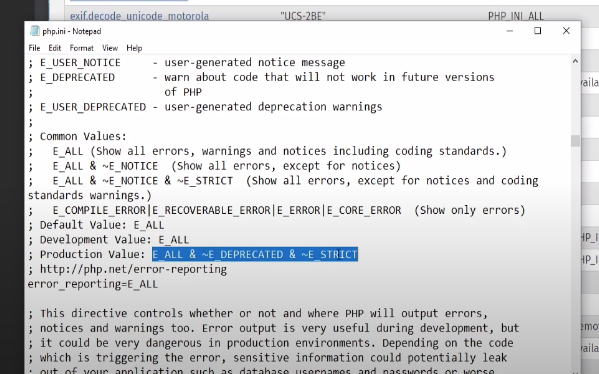 exif.decode_unicode_motorola "UCS-2BE" PHP_INI_ALL
php.ini - Notepad
File Edit Format View Help
; E_USER_NOTICE - user-generated notice message
; E_DEPRECATED - warn about code that will not work in future versions
; of PHP
; E_USER_DEPRECATED - user-generated deprecation warnings
;
; Common Values:
; E_ALL (Show all errors, warnings and notices including coding standards.)
; E_ALL & ~E_NOTICE (Show all errors, except for notices)
; E_ALL & ~E_NOTICE & ~E_STRICT (Show all errors, except for notices and coding
standards warnings.)
; E_COMPILE_ERROR|E_RECOVERABLE_ERROR|E_ERROR|E_CORE_ERROR (Show only errors)
; Default Value: E_ALL
; Development Value: E_ALL
; Production Value: E_ALL & ~E_DEPRECATED & ~E_STRICT
; http://php.net/error-reporting
error_reporting=E_ALL
; This directive controls whether or not and where PHP will output errors,
; notices and warnings too. Error output is very useful during development, but
; it could be very dangerous in production environments. Depending on the code
; which is triggering the error, sensitive information could potentially leak
; out of your application such as database usernames and passwords or worse